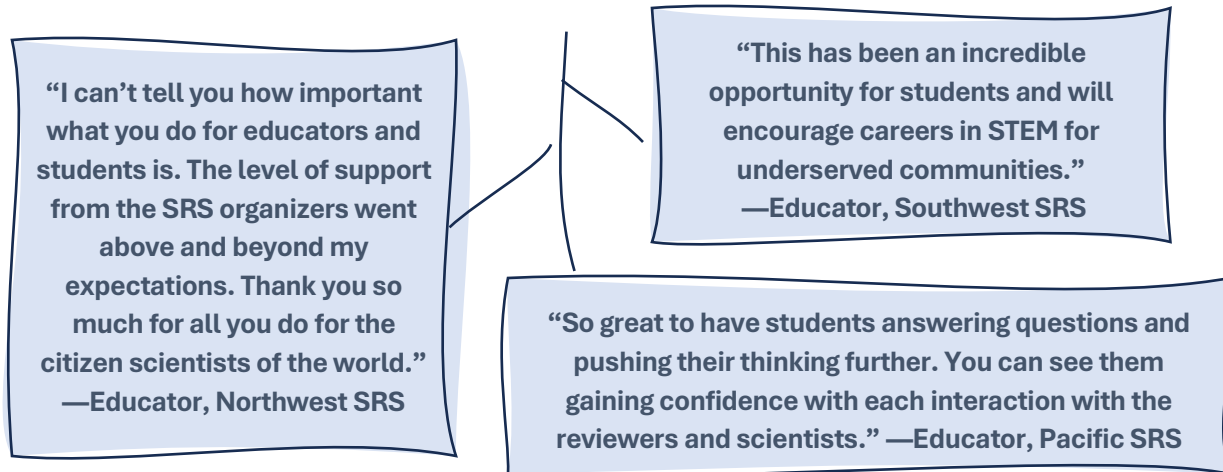 “I can’t tell you how important
what you do for educators and
students is. The level of support
from the SRS organizers went
above and beyond my
expectations. Thank you so
much for all you do for the
citizen scientists of the world.”
—Educator, Northwest SRS
“This has been an incredible
opportunity for students and will
encourage careers in STEM for
underserved communities.”
—Educator, Southwest SRS
“So great to have students answering questions and
pushing their thinking further. You can see them
gaining confidence with each interaction with the
reviewers and scientists.” —Educator, Pacific SRS